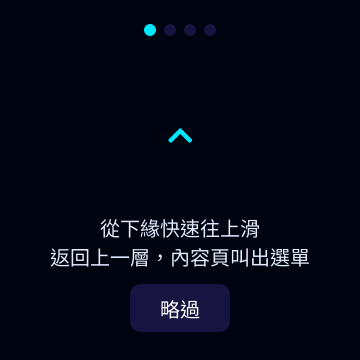 從下緣快速往上滑
返回上一層，內容頁叫出選單
略過